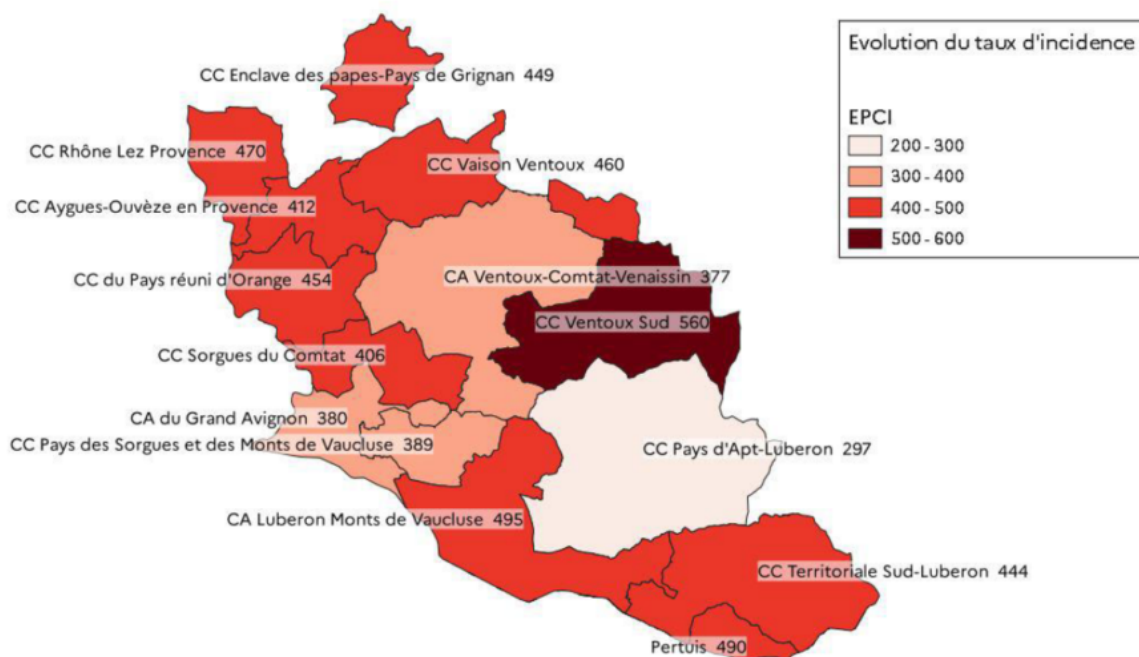 Evolution du taux d'incidence
EPCI
200 - 300
300 - 400
400 - 500
500 - 600
CC Enclave des papes-Pays de Grignan 449
CC Rhône Lez Provence 470
CC Vaison Ventoux 460
CC Aygues-Ouvèze en Provence 412
CC du Pays réuni d'Orange 454
CA Ventoux-Comtat-Venaissin 377
CC Ventoux Sud 560
CC Sorgues du Comtat 406
CA du Grand Avignon 380
CC Pays des Sorgues et des Monts de Vaucluse 389
CC Pays d'Apt-Luberon 297
CA Luberon Monts de Vaucluse 495
CC Territoriale Sud-Luberon 444
Pertuis 490